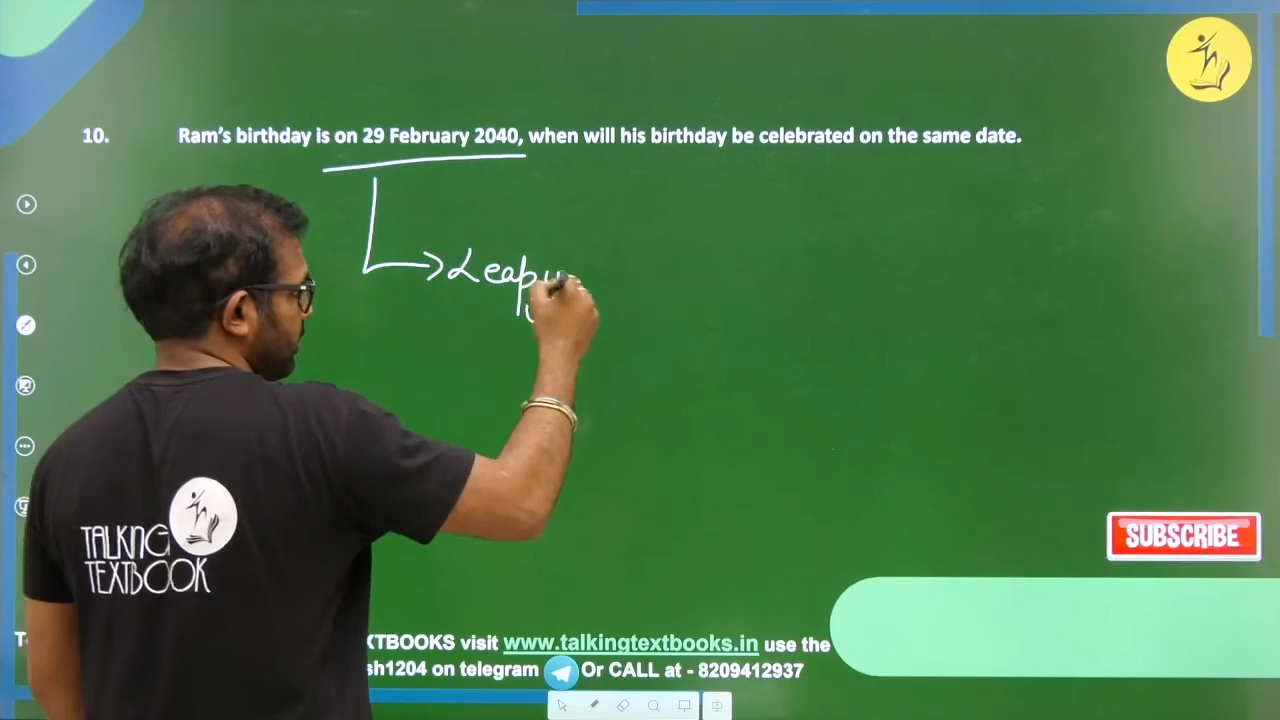 10. Ram's birthday is on 29 February 2040, when will his birthday be celebrated on the same date.
TALKING
TEXTBOOK
SUBSCRIBE
XTBOOKS visit www.talkingtextbooks.in use the
sh1204 on telegram Or CALL at - 8209412937